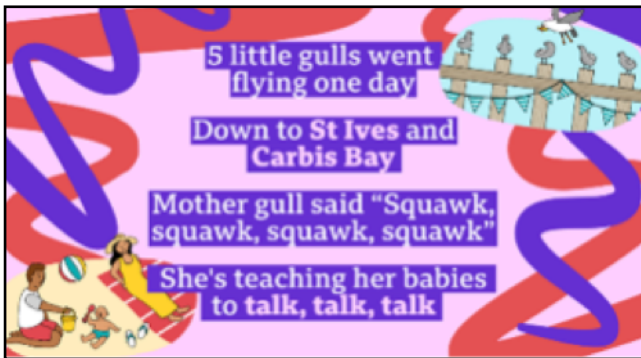 5 little gulls went
flying one day
Down to St Ives and
Carbis Bay
Mother gull said “Squawk,
squawk, squawk, squawk”
She's teaching her babies
to talk, talk, talk